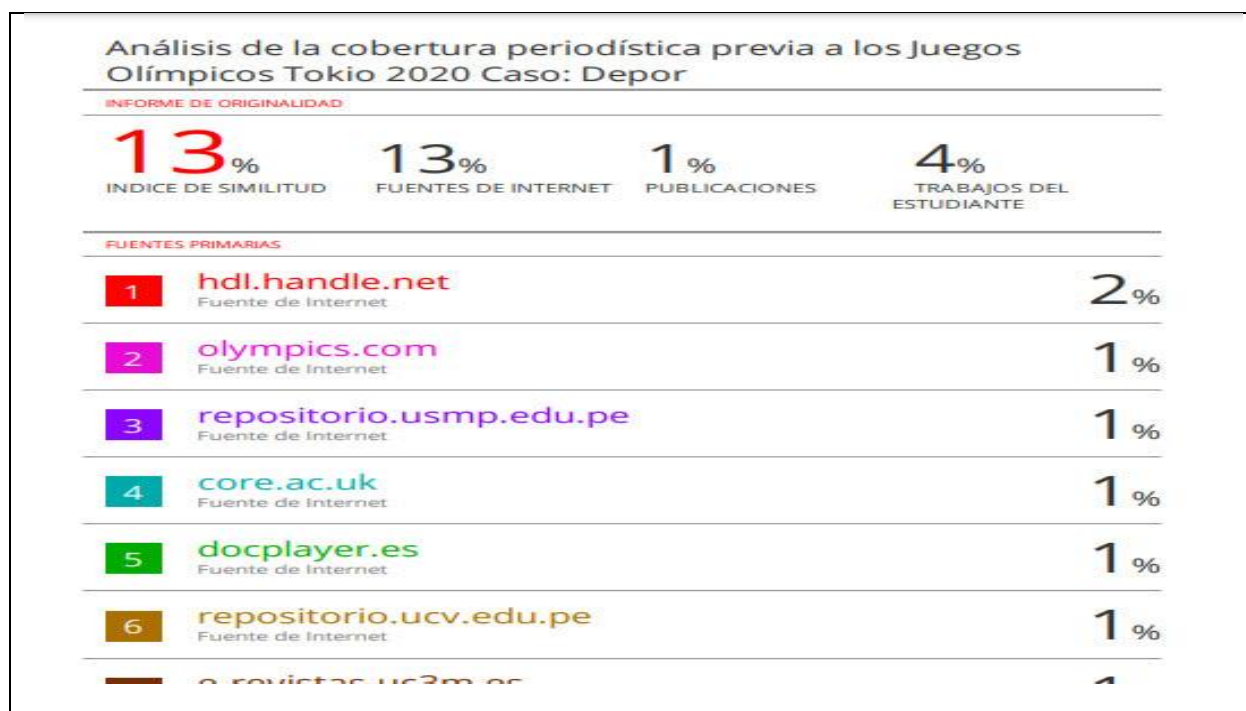 Análisis de la cobertura periodística previa a los Juegos
Olímpicos Tokio 2020 Caso: Depor
INFORME DE ORIGINALIDAD
13% 13% 1% 4%
INDICE DE SIMILITUD FUENTES DE INTERNET PUBLICACIONES TRABAJOS DEL
ESTUDIANTE
FUENTES PRIMARIAS
1 hdl.handle.net 2%
Fuente de Internet
2 olympics.com 1%
Fuente de Internet
3 repositorio.usmp.edu.pe 1%
Fuente de Internet
4 core.ac.uk 1%
Fuente de Internet
5 docplayer.es 1%
Fuente de Internet
6 repositorio.ucv.edu.pe 1%
Fuente de Internet